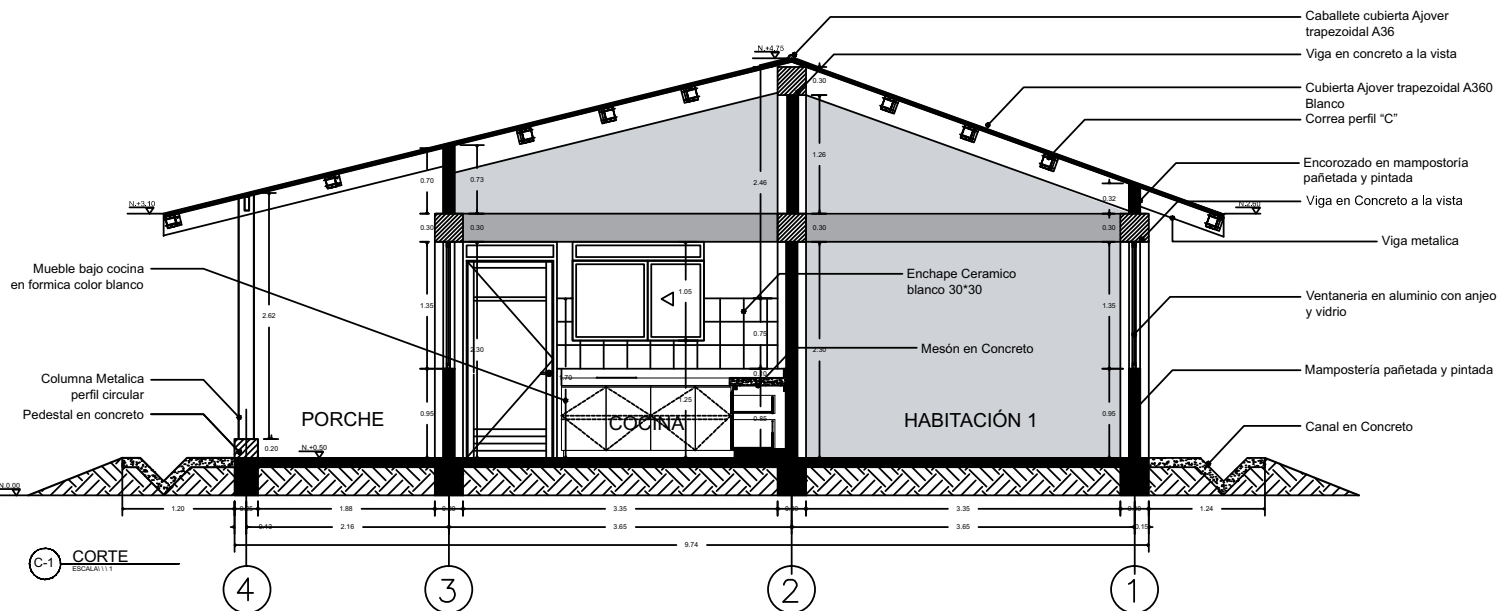 Caballete cubierta Ajover
trapezoidal A36
N.+4.75
Viga en concreto a la vista
0.30
Cubierta Ajover trapezoidal A360
Blanco
Correa perfil “C”
1.26
Encorozado en mampostoría
pañetada y pintada
0.70
0.73
2.46
0.32
Viga en Concreto a la vista
N.+3.10
0.30
0.30
0.30
0.30
Viga metalica
Mueble bajo cocina
en formica color blanco
Enchape Ceramico
blanco 30*30
1.05
Ventaneria en aluminio con anjeo
y vidrio
2.62
1.35
1.35
0.75
2.30
2.30
Mesón en Concreto
Columna Metalica
perfil circular
0.10
Mampostería pañetada y pintada
1.70
1.25
Pedestal en concreto
PORCHE
0.95
COCINA
0.85
HABITACIÓN 1
0.95
Canal en Concreto
0.20
N.+0.50
N.0.00
1.20
1.88
3.35
3.35
1.24
0.13
2.16
3.65
3.65
0.15
9.74
C-1
CORTE
4
3
2
1